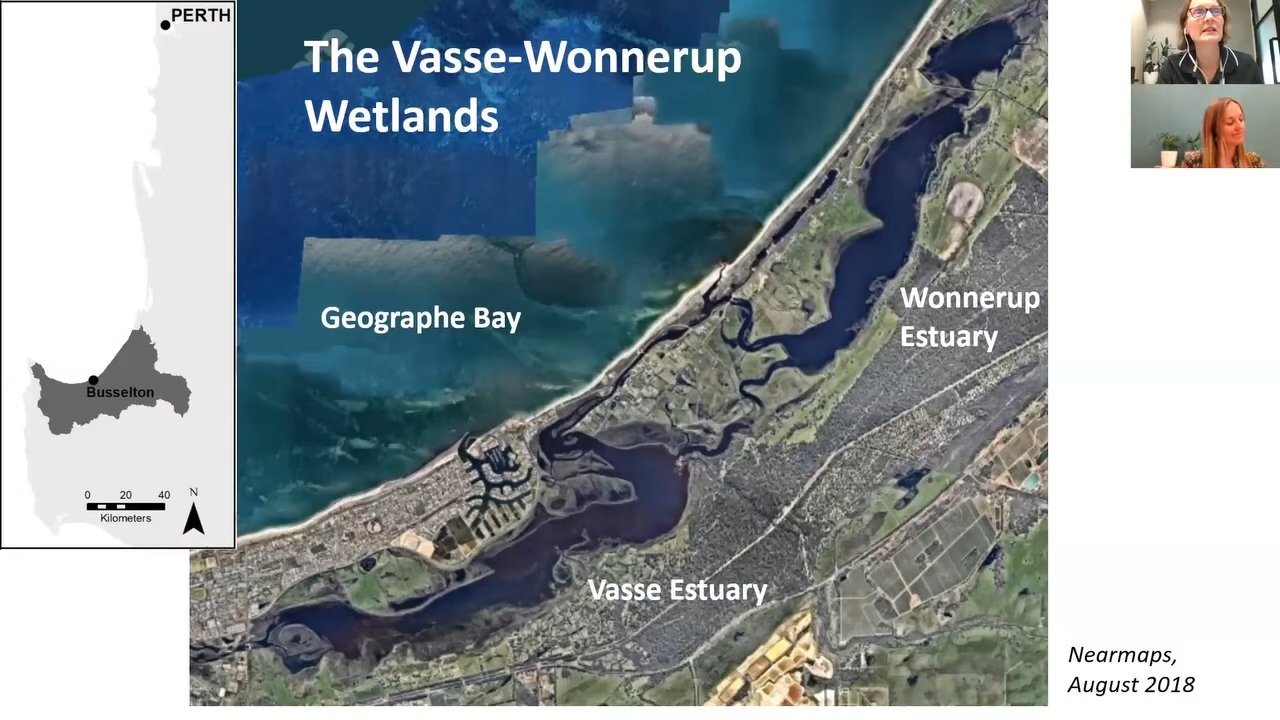 PERTH
The Vasse-Wonnerup
Wetlands
Geographe Bay
Wonnerup
Estuary
Busselton
0 20 40
Kilometers
N
Vasse Estuary
Nearmaps,
August 2018